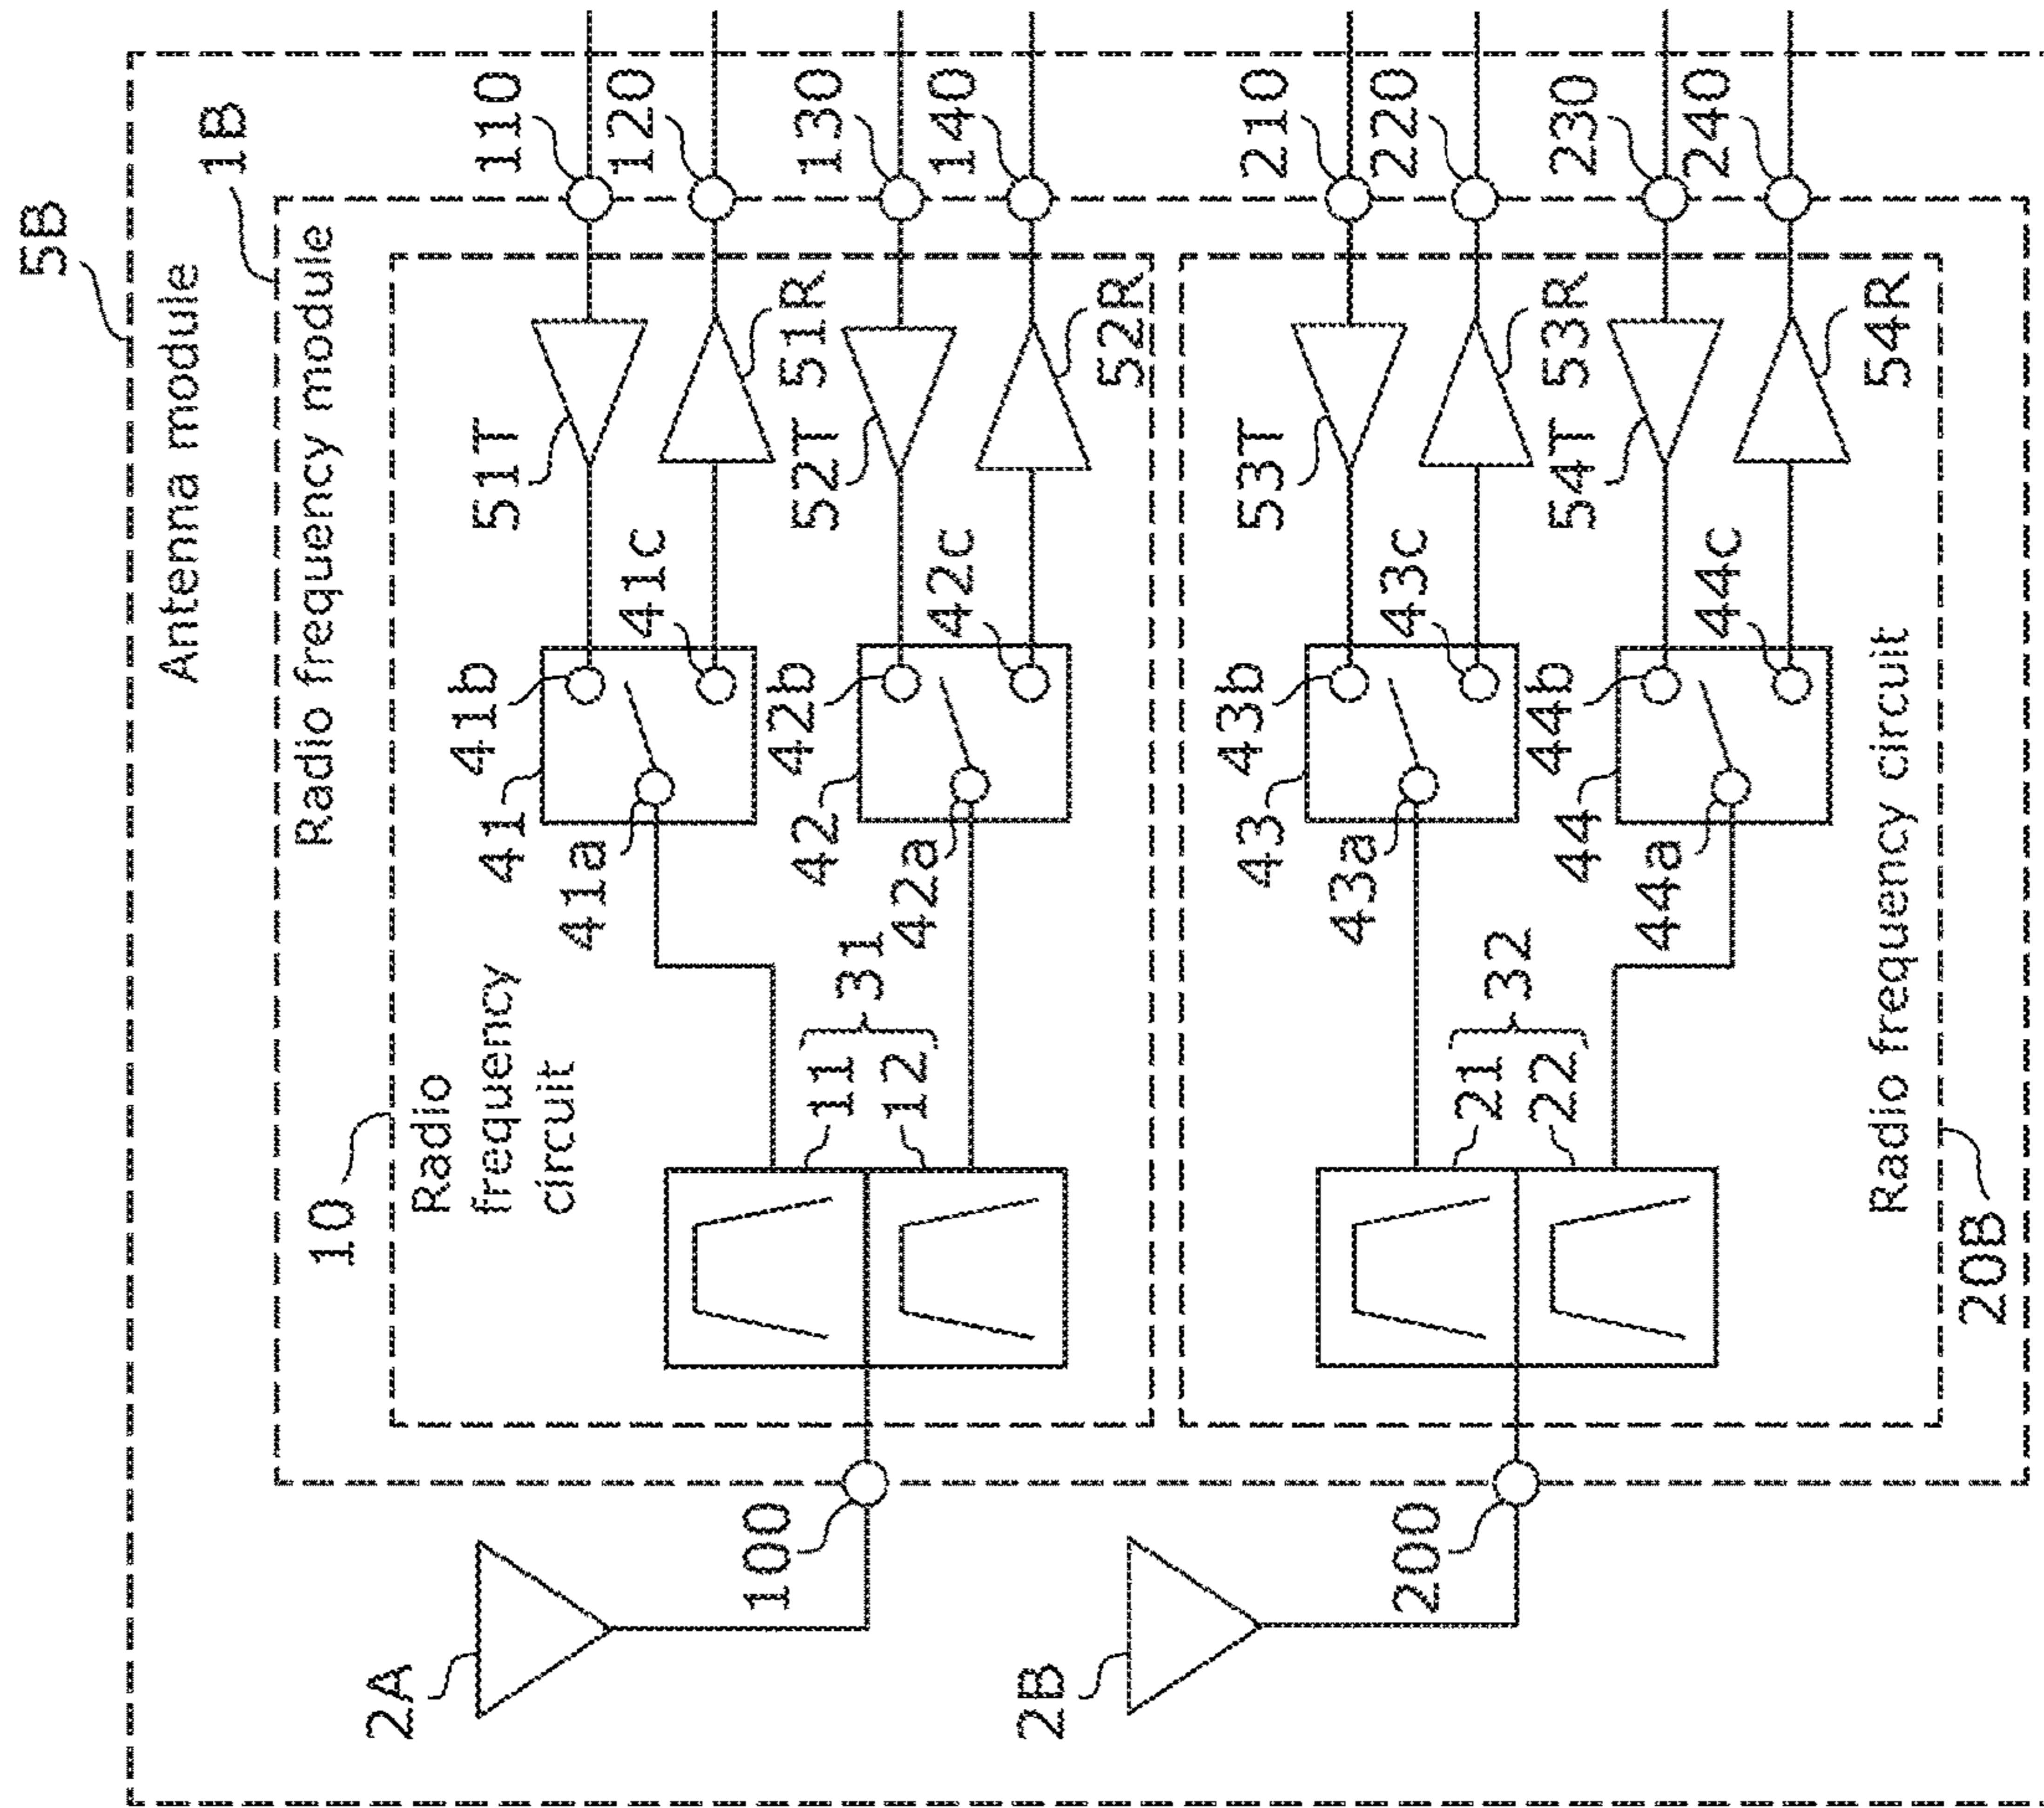 5B
Antenna module
1B
Radio frequency module
10
Radio
frequency
circuit
2A
100
11
12
31
41
41a
41b
41c
42
42a
42b
42c
51T
51R
52T
52R
110
120
130
140
2B
200
21
22
32
43
43a
43b
43c
44
44a
44b
44c
53T
53R
54T
54R
210
220
230
240
Radio frequency circuit
20B